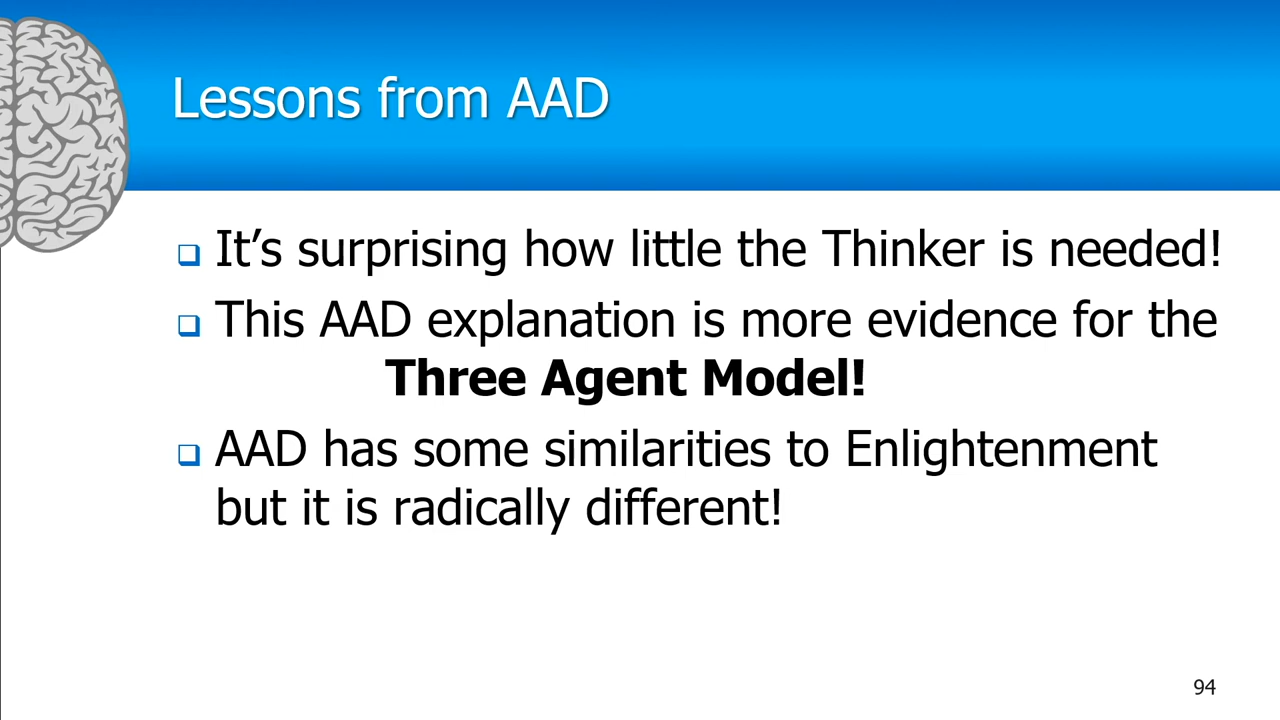 Lessons from AAD
❑ It’s surprising how little the Thinker is needed!
❑ This AAD explanation is more evidence for the
Three Agent Model!
❑ AAD has some similarities to Enlightenment
but it is radically different!
94